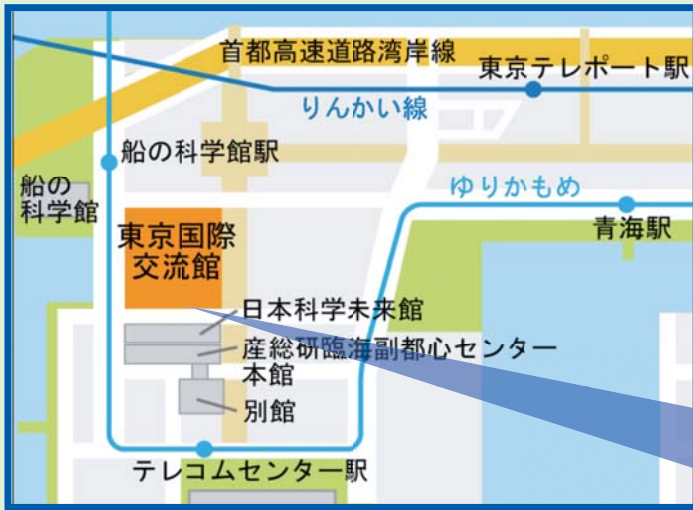 首都高速道路湾岸線
東京テレポート駅
りんかい線
船の科学館駅
ゆりかもめ
船の
科学館
青海駅
東京国際
交流館
日本科学未来館
産総研臨海副都心センター
本館
別館
テレコムセンター駅